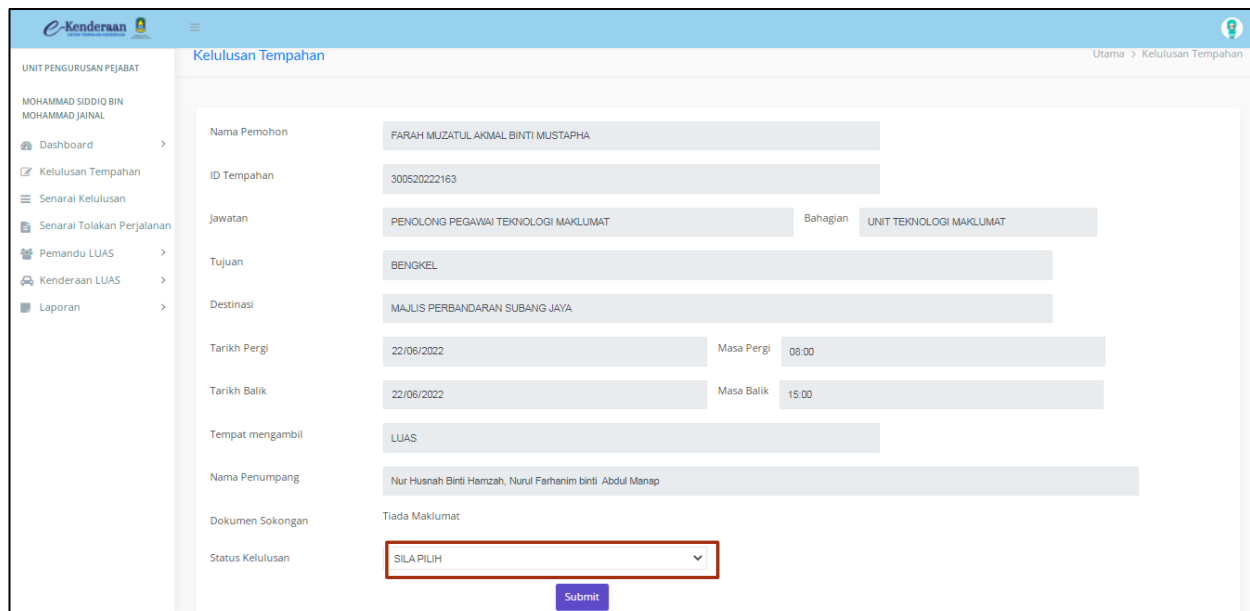 e-Kenderaan
Kelulusan Tempahan
Utama > Kelulusan Tempahan
UNIT PENGURUSAN PEJABAT
MOHAMMAD SIDDIQ BIN
MOHAMMAD JAINAL
Dashboard >
Kelulusan Tempahan
Senarai Kelulusan
Senarai Tolakan Perjalanan
Pemandu LUAS >
Kenderaan LUAS >
Laporan >
Nama Pemohon FARAH MUZATUL AKMAL BINTI MUSTAPHA
ID Tempahan 300520222163
Jawatan PENOLONG PEGAWAI TEKNOLOGI MAKLUMAT Bahagian UNIT TEKNOLOGI MAKLUMAT
Tujuan BENGKEL
Destinasi MAJLIS PERBANDARAN SUBANG JAYA
Tarikh Pergi 22/06/2022 Masa Pergi 08:00
Tarikh Balik 22/06/2022 Masa Balik 15:00
Tempat mengambil LUAS
Nama Penumpang Nur Husnah Binti Hamzah, Nurul Farhanim binti Abdul Manap
Dokumen Sokongan Tiada Maklumat
Status Kelulusan SILA PILIH
Submit